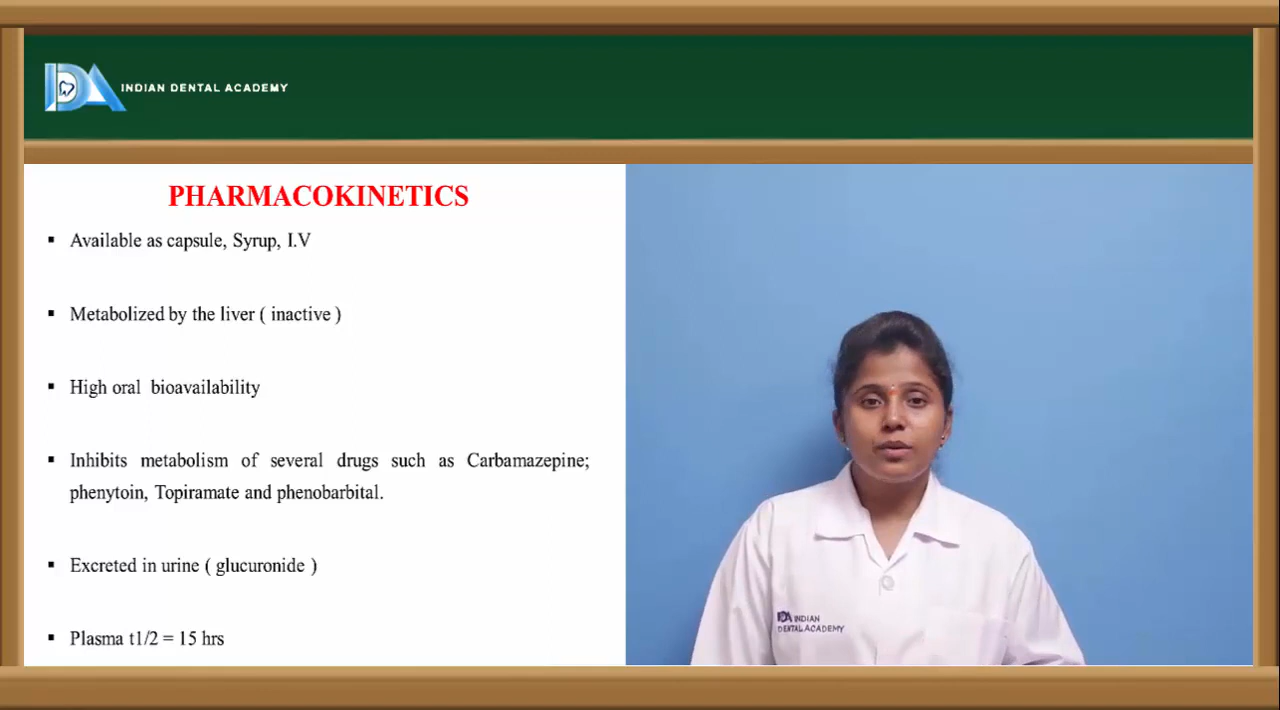 INDIAN DENTAL ACADEMY
PHARMACOKINETICS
▪ Available as capsule, Syrup, I.V
▪ Metabolized by the liver ( inactive )
▪ High oral bioavailability
▪ Inhibits metabolism of several drugs such as Carbamazepine;
phenytoin, Topiramate and phenobarbital.
▪ Excreted in urine ( glucuronide )
▪ Plasma t1/2 = 15 hrs
IDA INDIAN
DENTAL ACADEMY